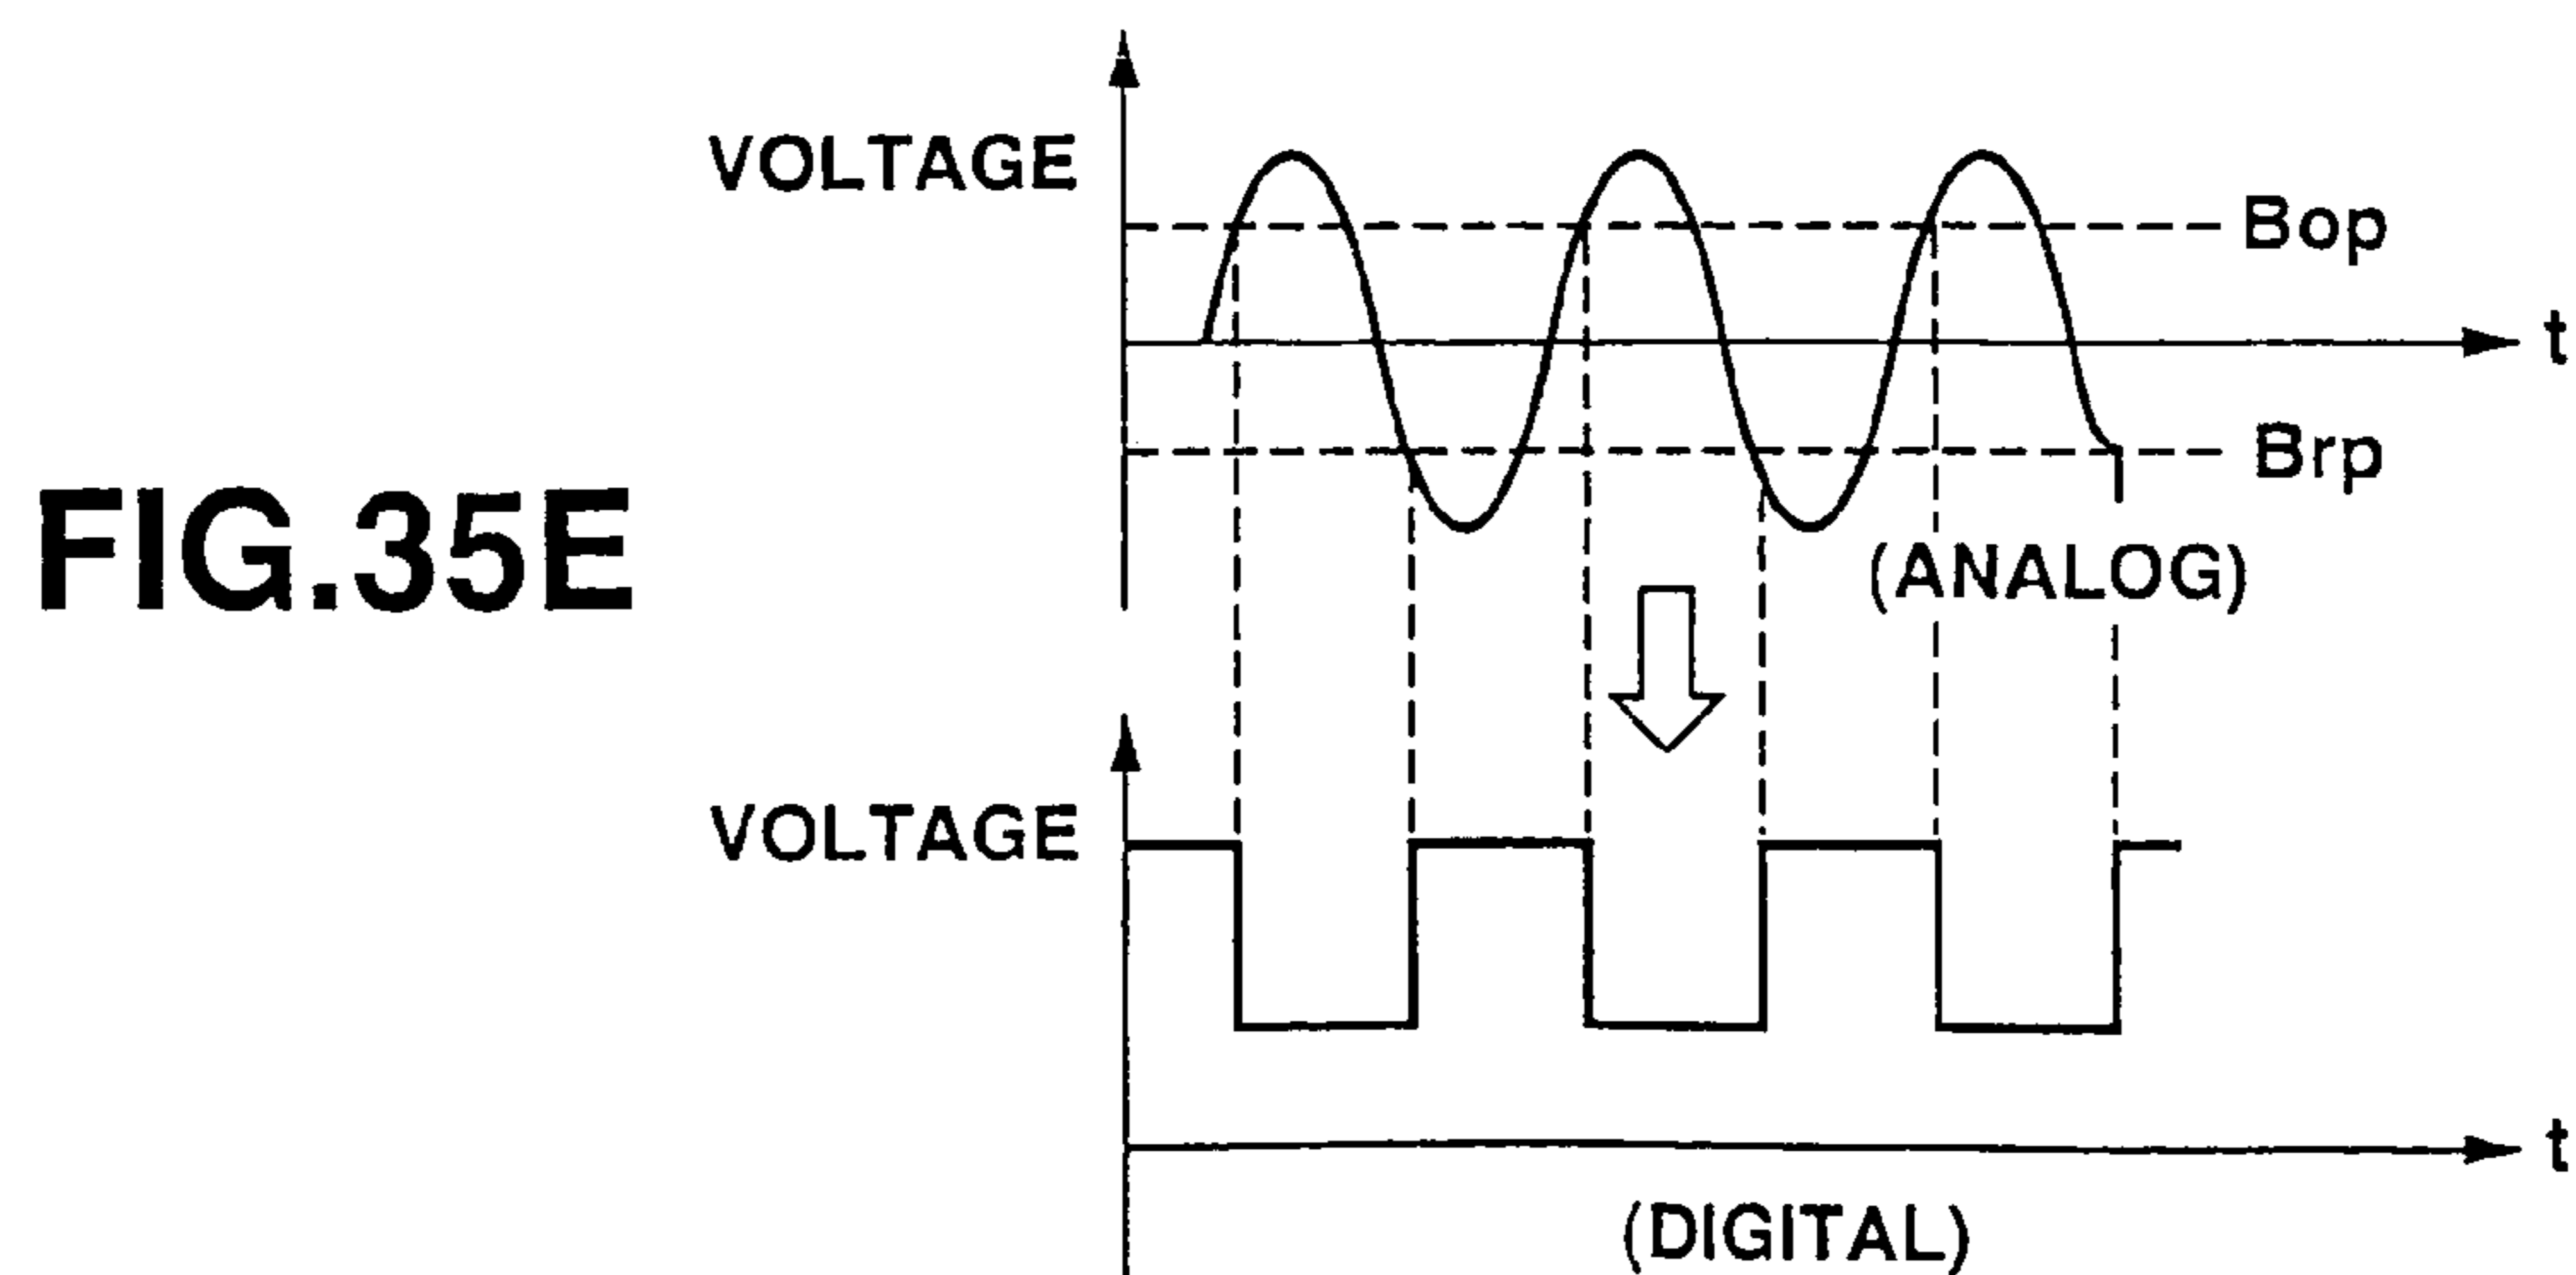 VOLTAGE
Bop
t
Brp
FIG.35E
(ANALOG)
VOLTAGE
t
(DIGITAL)